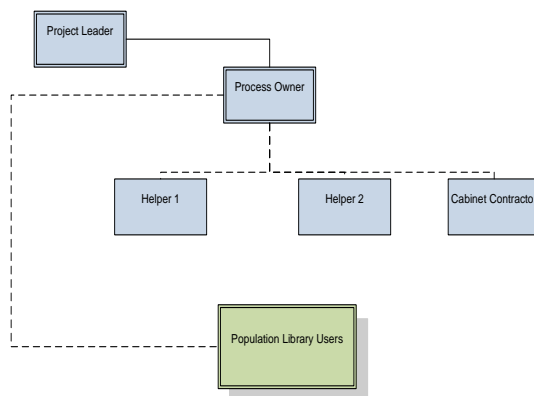 Project Leader
Process Owner
Helper 1
Helper 2
Cabinet Contracto
Population Library Users